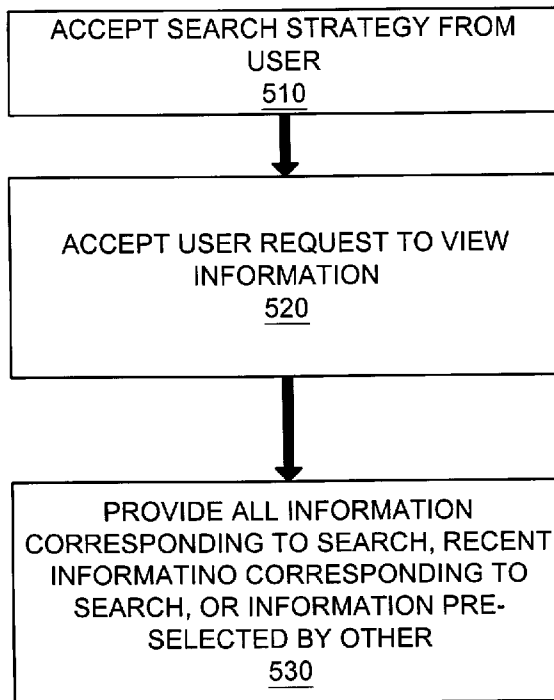 ACCEPT SEARCH STRATEGY FROM
USER
510
ACCEPT USER REQUEST TO VIEW
INFORMATION
520
PROVIDE ALL INFORMATION
CORRESPONDING TO SEARCH, RECENT
INFORMATINO CORRESPONDING TO
SEARCH, OR INFORMATION PRE-
SELECTED BY OTHER
530